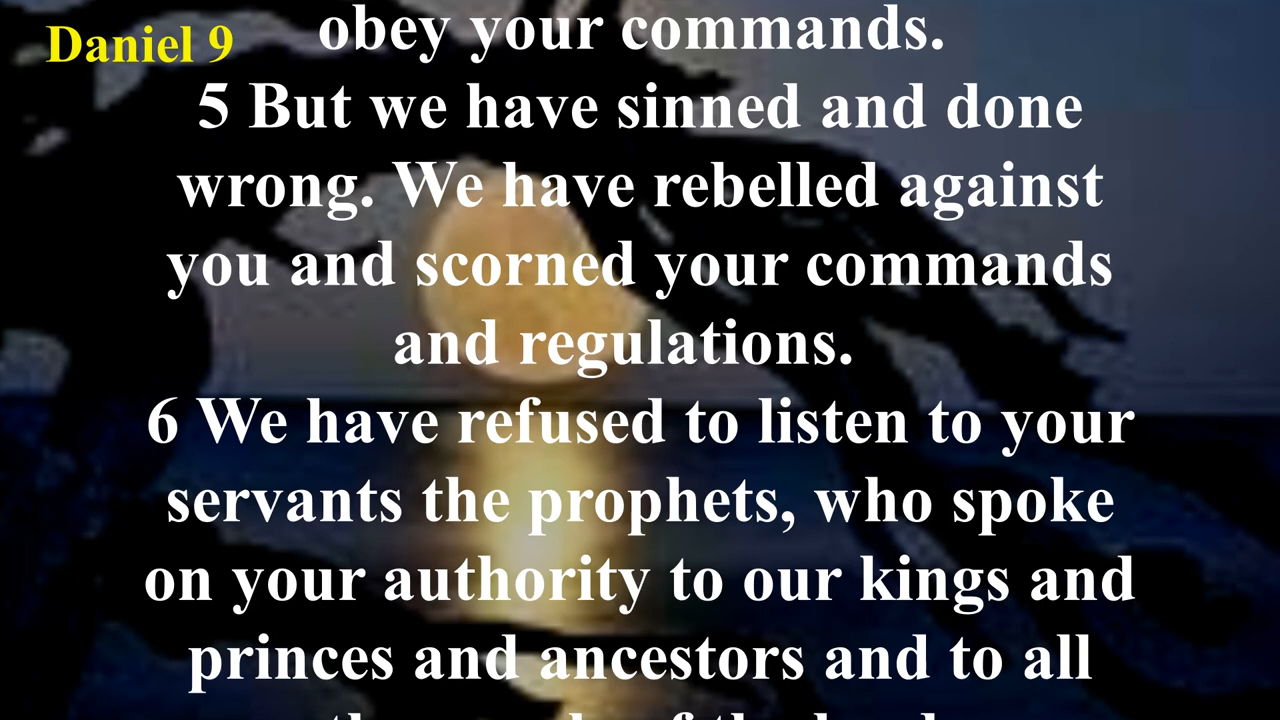 Daniel 9
obey your commands.
5 But we have sinned and done
wrong. We have rebelled against
you and scorned your commands
and regulations.
6 We have refused to listen to your
servants the prophets, who spoke
on your authority to our kings and
princes and ancestors and to all